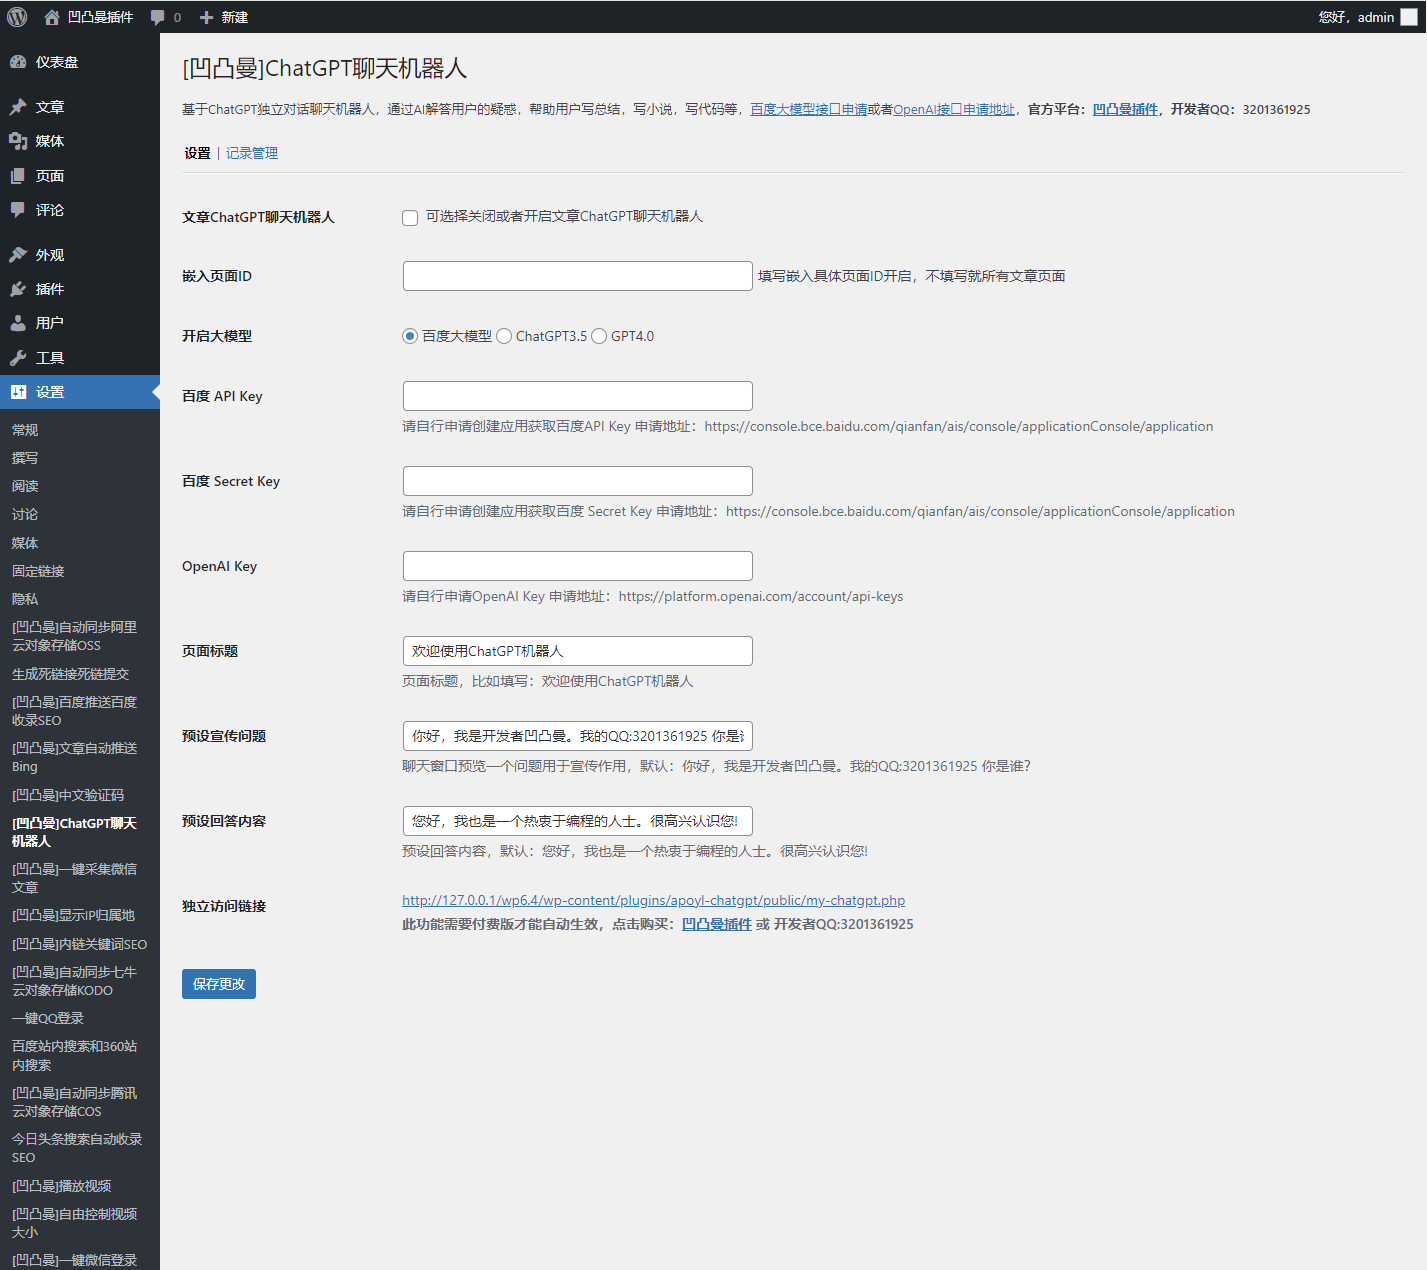 凹凸曼插件 0 新建 您好，admin
仪表盘
文章
媒体
页面
评论
外观
插件
用户
工具
设置
常规
撰写
阅读
讨论
媒体
固定链接
隐私
[凹凸曼]自动同步阿里
云对象存储OSS
生成死链接死链提交
[凹凸曼]百度推送百度
收录SEO
[凹凸曼]文章自动推送
Bing
[凹凸曼]中文验证码
[凹凸曼]ChatGPT聊天
机器人
[凹凸曼]一键采集微信
文章
[凹凸曼]显示IP归属地
[凹凸曼]内链关键词SEO
[凹凸曼]自动同步七牛
云对象存储KODO
一键QQ登录
百度站内搜索和360站
内搜索
[凹凸曼]自动同步腾讯
云对象存储COS
今日头条搜索自动收录
SEO
[凹凸曼]播放视频
[凹凸曼]自由控制视频
大小
[凹凸曼]一键微信登录
[凹凸曼]ChatGPT聊天机器人
基于ChatGPT独立对话聊天机器人，通过AI解答用户的疑惑，帮助用户写总结，写小说，写代码等，百度大模型接口申请或者OpenAI接口申请地址，官方平台：凹凸曼插件，开发者QQ：3201361925
设置 | 记录管理
文章ChatGPT聊天机器人 可选择关闭或者开启文章ChatGPT聊天机器人
嵌入页面ID 填写嵌入具体页面ID开启，不填写就所有文章页面
开启大模型 百度大模型 ChatGPT3.5 GPT4.0
百度 API Key
请自行申请创建应用获取百度API Key 申请地址：https://console.bce.baidu.com/qianfan/ais/console/applicationConsole/application
百度 Secret Key
请自行申请创建应用获取百度 Secret Key 申请地址：https://console.bce.baidu.com/qianfan/ais/console/applicationConsole/application
OpenAI Key
请自行申请OpenAI Key 申请地址：https://platform.openai.com/account/api-keys
页面标题 欢迎使用ChatGPT机器人
页面标题，比如填写：欢迎使用ChatGPT机器人
预设宣传问题 你好，我是开发者凹凸曼。我的QQ:3201361925 你是
聊天窗口预览一个问题用于宣传作用，默认：你好，我是开发者凹凸曼。我的QQ:3201361925 你是谁？
预设回答内容 您好，我也是一个热衷于编程的人士。很高兴认识您!
预设回答内容，默认：您好，我也是一个热衷于编程的人士。很高兴认识您!
独立访问链接 http://127.0.0.1/wp6.4/wp-content/plugins/apoyl-chatgpt/public/my-chatgpt.php
此功能需要付费版才能自动生效，点击购买：凹凸曼插件 或 开发者QQ:3201361925
保存更改